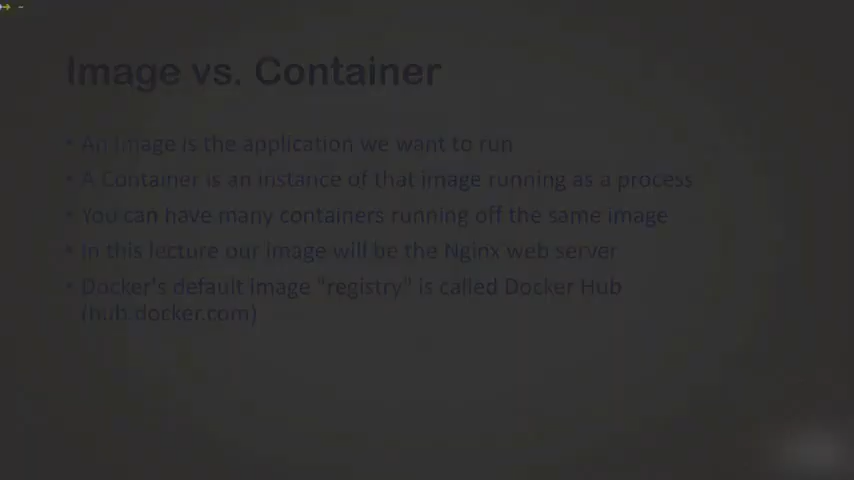 → ~
Image vs. Container
• An Image is the application we want to run
• A Container is an instance of that image running as a process
• You can have many containers running off the same image
• In this lecture our image will be the Nginx web server
• Docker's default image "registry" is called Docker Hub
(hub.docker.com)